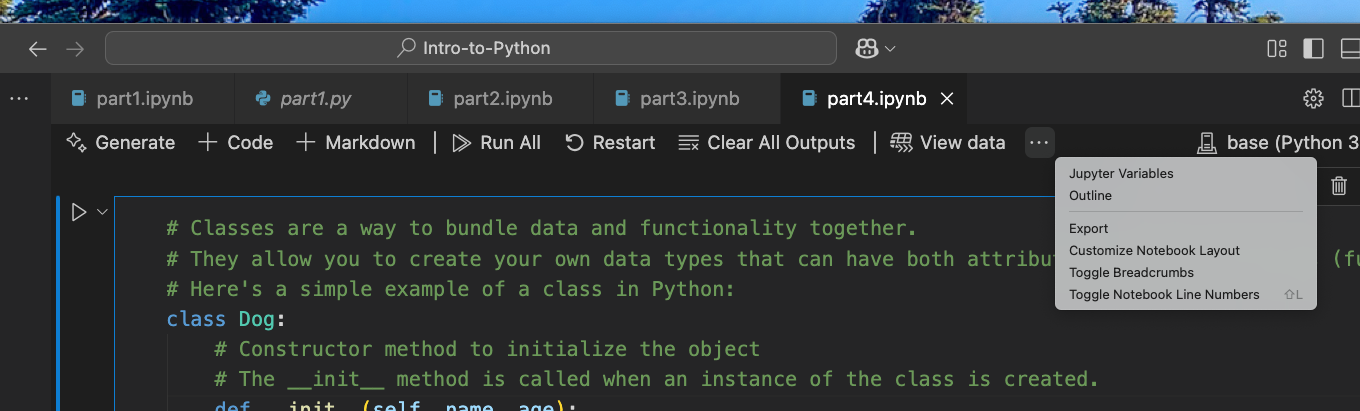 Intro-to-Python
part1.ipynb
part1.py
part2.ipynb
part3.ipynb
part4.ipynb
Generate
Code
Markdown
Run All
Restart
Clear All Outputs
View data
base (Python 3
Jupyter Variables
Outline
Export
Customize Notebook Layout
Toggle Breadcrumbs
Toggle Notebook Line Numbers ⇧L
# Classes are a way to bundle data and functionality together.
# They allow you to create your own data types that can have both attribu (fu
# Here's a simple example of a class in Python:
class Dog:
# Constructor method to initialize the object
# The __init__ method is called when an instance of the class is created.
def __init__(self, name, age):